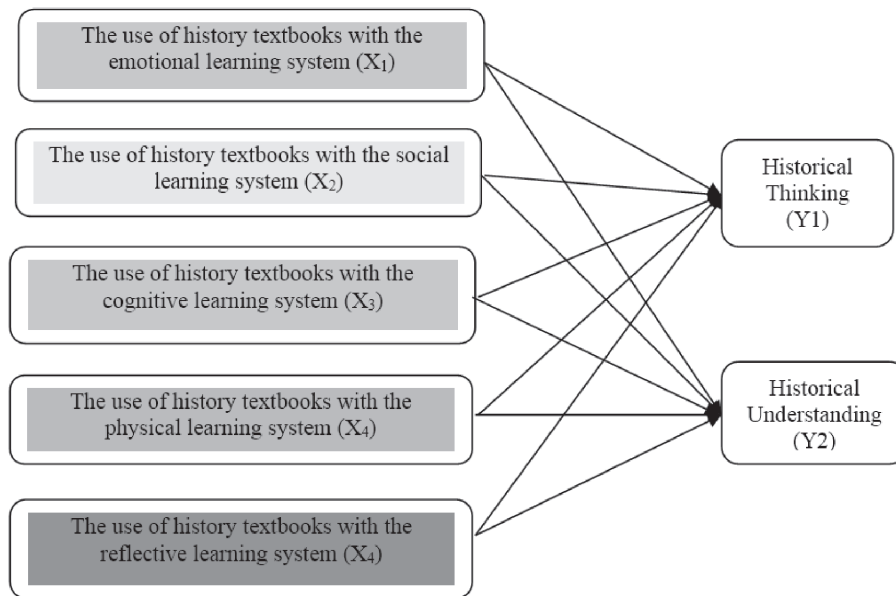 The use of history textbooks with the
emotional learning system (X₁)
The use of history textbooks with the social
learning system (X₂)
The use of history textbooks with the
cognitive learning system (X₃)
The use of history textbooks with the
physical learning system (X₄)
The use of history textbooks with the
reflective learning system (X₄)
Historical
Thinking
(Y1)
Historical
Understanding
(Y2)